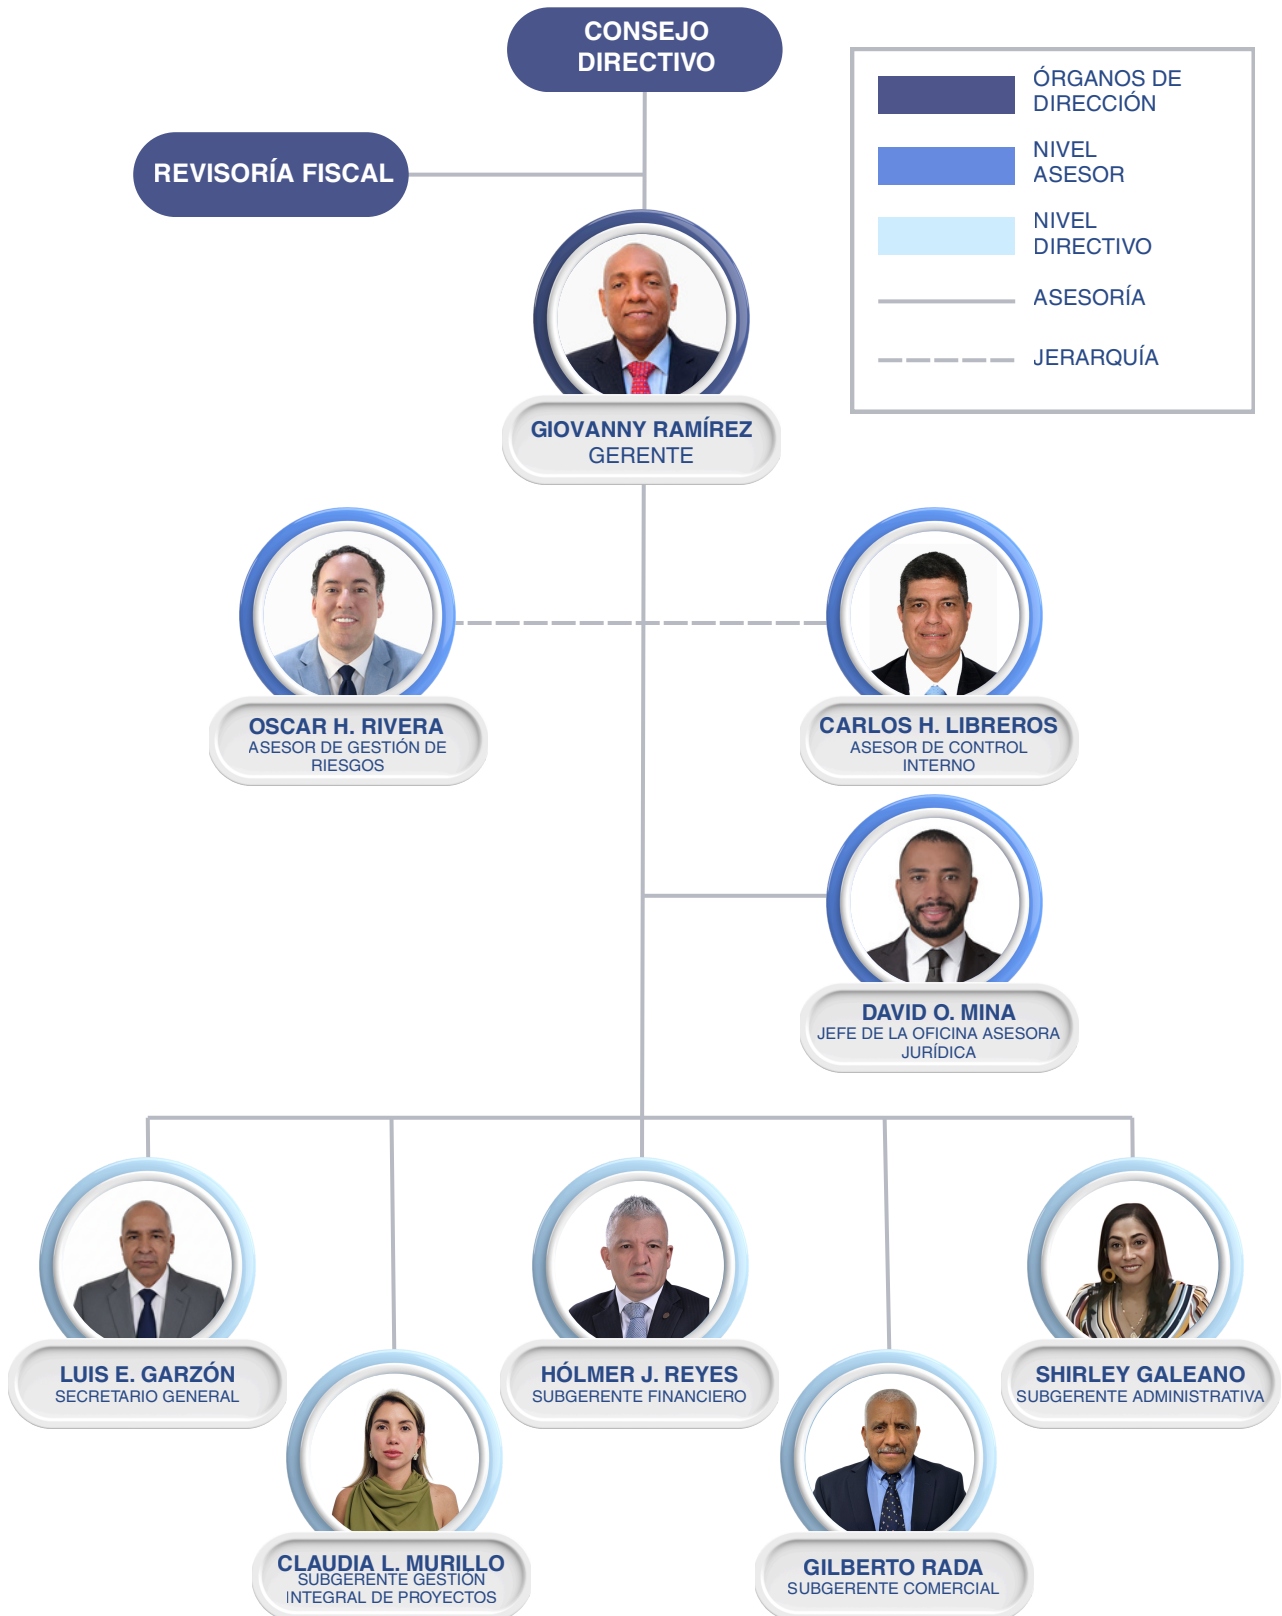 CONSEJO
DIRECTIVO
ÓRGANOS DE
DIRECCIÓN
NIVEL
ASESOR
NIVEL
DIRECTIVO
ASESORÍA
JERARQUÍA
REVISORÍA FISCAL
GIOVANNY RAMÍREZ
GERENTE
OSCAR H. RIVERA
ASESOR DE GESTIÓN DE
RIESGOS
CARLOS H. LIBREROS
ASESOR DE CONTROL
INTERNO
DAVID O. MINA
JEFE DE LA OFICINA ASESORA
JURÍDICA
LUIS E. GARZÓN
SECRETARIO GENERAL
HÓLMER J. REYES
SUBGERENTE FINANCIERO
SHIRLEY GALEANO
SUBGERENTE ADMINISTRATIVA
CLAUDIA L. MURILLO
SUBGERENTE GESTIÓN
INTEGRAL DE PROYECTOS
GILBERTO RADA
SUBGERENTE COMERCIAL